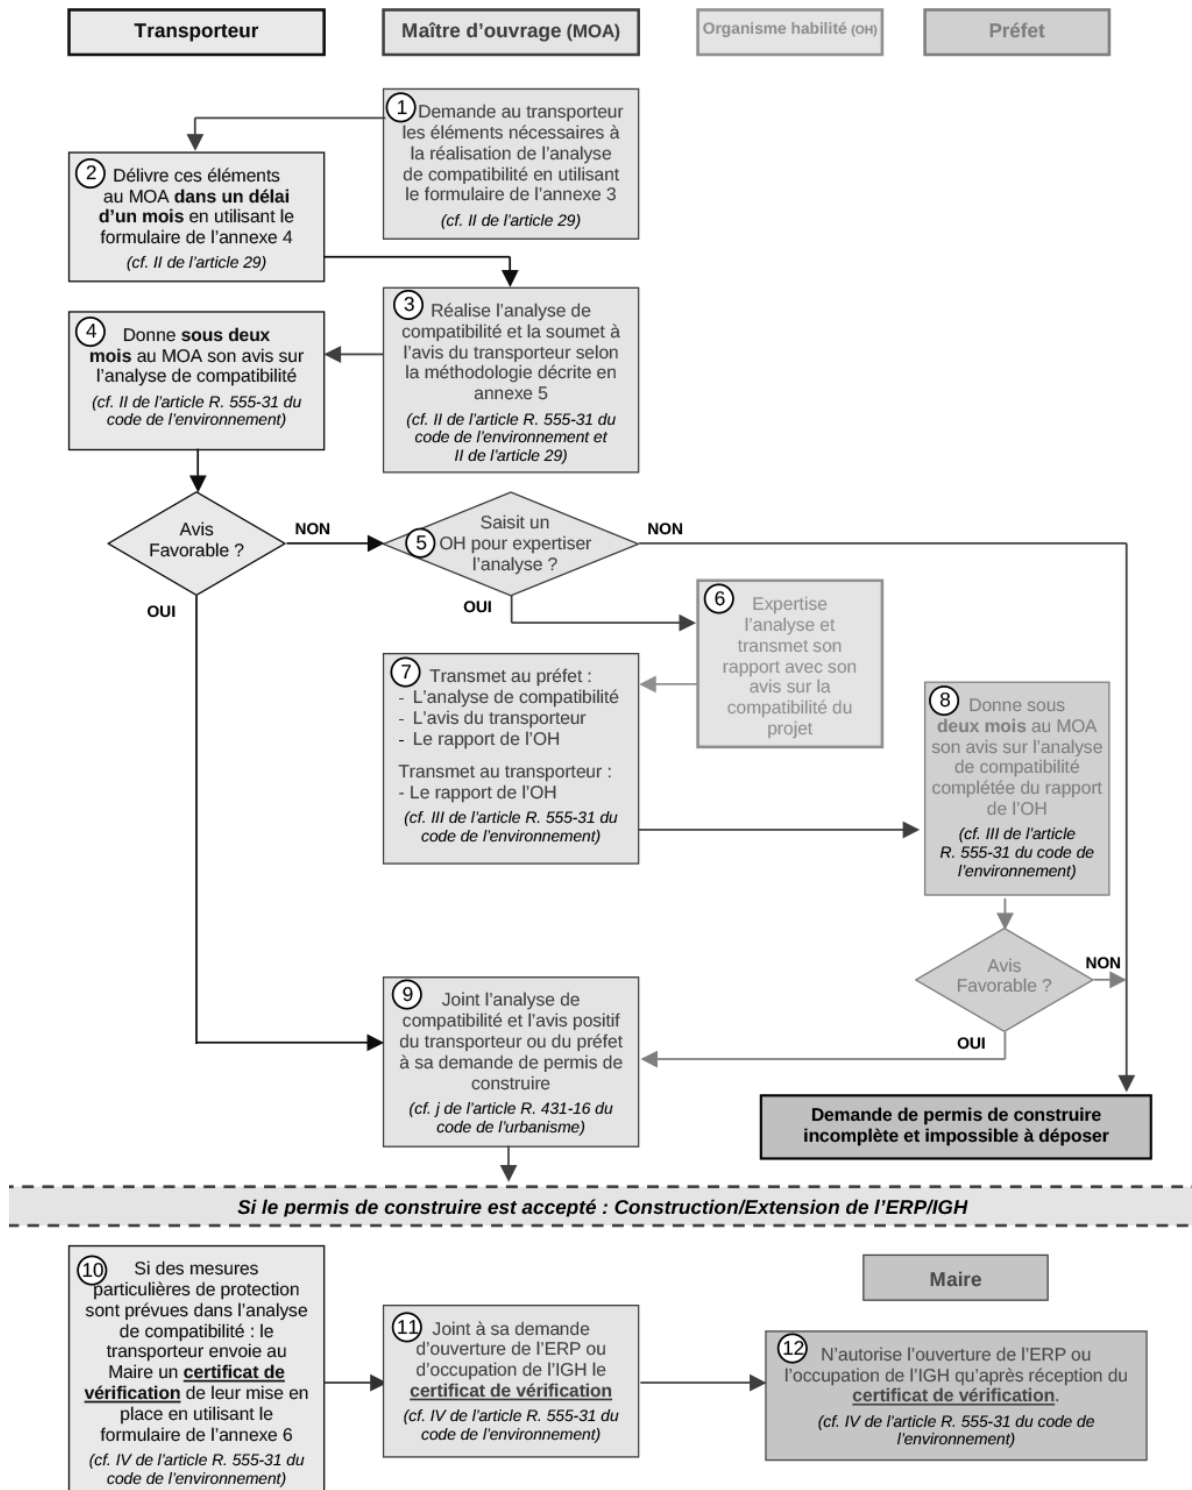 Transporteur
Maître d’ouvrage (MOA)
Organisme habilité (OH)
Préfet
1
Demande au transporteur
les éléments nécessaires à
la réalisation de l’analyse
de compatibilité en utilisant
le formulaire de l’annexe 3
(cf. II de l’article 29)
2
Délivre ces éléments
au MOA dans un délai
d’un mois en utilisant le
formulaire de l’annexe 4
(cf. II de l’article 29)
3
Réalise l’analyse de
compatibilité et la soumet à
l’avis du transporteur selon
la méthodologie décrite en
annexe 5
(cf. II de l’article R. 555-31 du
code de l’environnement et
II de l’article 29)
4
Donne sous deux
mois au MOA son avis sur
l’analyse de compatibilité
(cf. II de l’article R. 555-31 du
code de l’environnement)
Avis
Favorable ?
NON
OUI
5
Saisit un
OH pour expertiser
l’analyse ?
NON
OUI
6
Expertise
l’analyse et
transmet son
rapport avec son
avis sur la
compatibilité du
projet
7
Transmet au préfet :
- L’analyse de compatibilité
- L’avis du transporteur
- Le rapport de l’OH
Transmet au transporteur :
- Le rapport de l’OH
(cf. III de l’article R. 555-31 du
code de l’environnement)
8
Donne sous
deux mois au MOA
son avis sur l’analyse
de compatibilité
complétée du rapport
de l’OH
(cf. III de l’article
R. 555-31 du code de
l’environnement)
Avis
Favorable ?
NON
OUI
9
Joint l’analyse de
compatibilité et l’avis positif
du transporteur ou du préfet
à sa demande de permis de
construire
(cf. j de l’article R. 431-16 du
code de l’urbanisme)
Demande de permis de construire
incomplète et impossible à déposer
Si le permis de construire est accepté : Construction/Extension de l’ERP/IGH
10
Si des mesures
particulières de protection
sont prévues dans l’analyse
de compatibilité : le
transporteur envoie au
Maire un certificat de
vérification de leur mise en
place en utilisant le
formulaire de l’annexe 6
(cf. IV de l’article R. 555-31 du
code de l’environnement)
11
Joint à sa demande
d’ouverture de l’ERP ou
d’occupation de l’IGH le
certificat de vérification
(cf. IV de l’article R. 555-31 du
code de l’environnement)
Maire
12
N’autorise l’ouverture de l’ERP ou
l’occupation de l’IGH qu’après réception du
certificat de vérification.
(cf. IV de l’article R. 555-31 du code de
l’environnement)